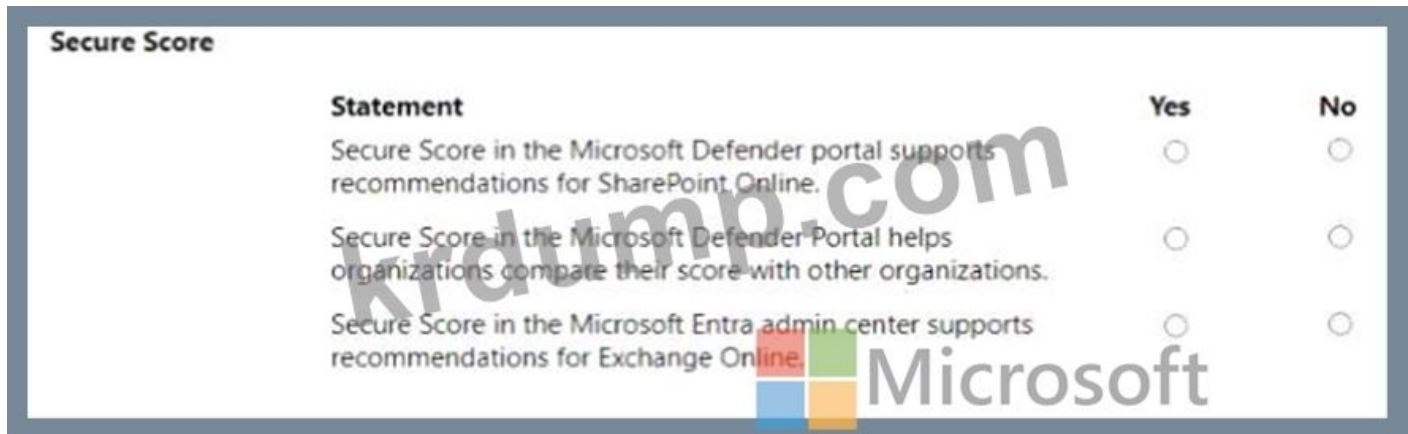 Secure Score
Statement Yes No
Secure Score in the Microsoft Defender portal supports
recommendations for SharePoint Online.
Secure Score in the Microsoft Defender Portal helps
organizations compare their score with other organizations.
Secure Score in the Microsoft Entra admin center supports
recommendations for Exchange Online.
krdump.com
Microsoft